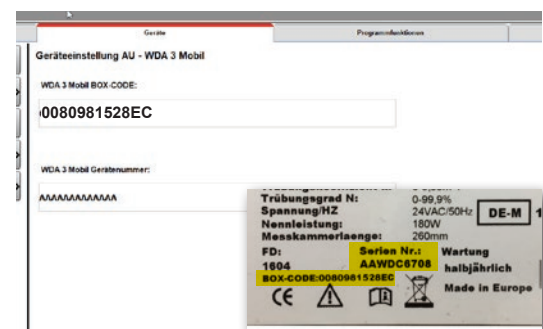 Geräte
Programmfunktionen
Geräteeinstellung AU - WDA 3 Mobil
WDA 3 Mobil BOX-CODE:
0080981528EC
WDA 3 Mobil Gerätenummer:
Trübungsgrad N: 0-99,9%
Spannung/HZ 24VAC/50Hz
Nennleistung: 180W
Messkammerlaenge: 260mm
DE-M 1
FD: Serien Nr.: Wartung
1604 AAWDC6708 halbjährlich
BOX-CODE:0080981528EC
CE Made in Europe